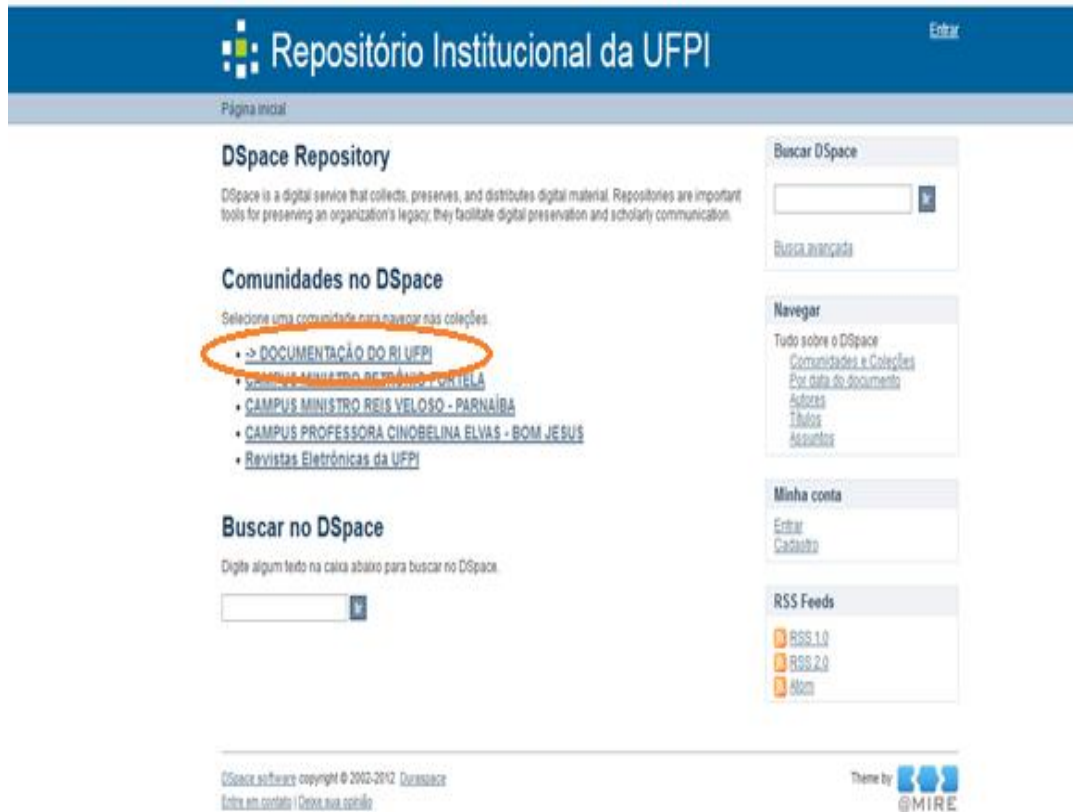 Repositório Institucional da UFPI
Entrar
Página inicial
DSpace Repository
DSpace is a digital service that collects, preserves, and distributes digital material. Repositories are important
tools for preserving an organization's legacy; they facilitate digital preservation and scholarly communication.
Comunidades no DSpace
Selecione uma comunidade para navegar nas coleções.
-> DOCUMENTAÇÃO DO RI UFPI
CAMPUS MINISTRO PETRÔNIO PORTELA
CAMPUS MINISTRO REIS VELOSO - PARNAÍBA
CAMPUS PROFESSORA CINOBELINA ELVAS - BOM JESUS
Revistas Eletrônicas da UFPI
Buscar no DSpace
Digite algum texto na caixa abaixo para buscar no DSpace.
Ir
Buscar DSpace
Ir
Busca avançada
Navegar
Tudo sobre o DSpace
Comunidades e Coleções
Por data do documento
Autores
Títulos
Assuntos
Minha conta
Entrar
Cadastro
RSS Feeds
RSS 1.0
RSS 2.0
Atom
DSpace software copyright © 2002-2012 Duraspace
Entre em contato | Deixe sua opinião
Theme by
@MIRE